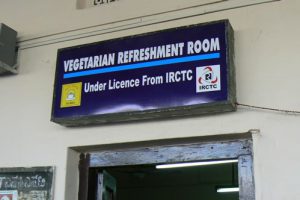 VEGETARIAN REFRESHMENT ROOM
Under Licence From IRCTC
IRCTC